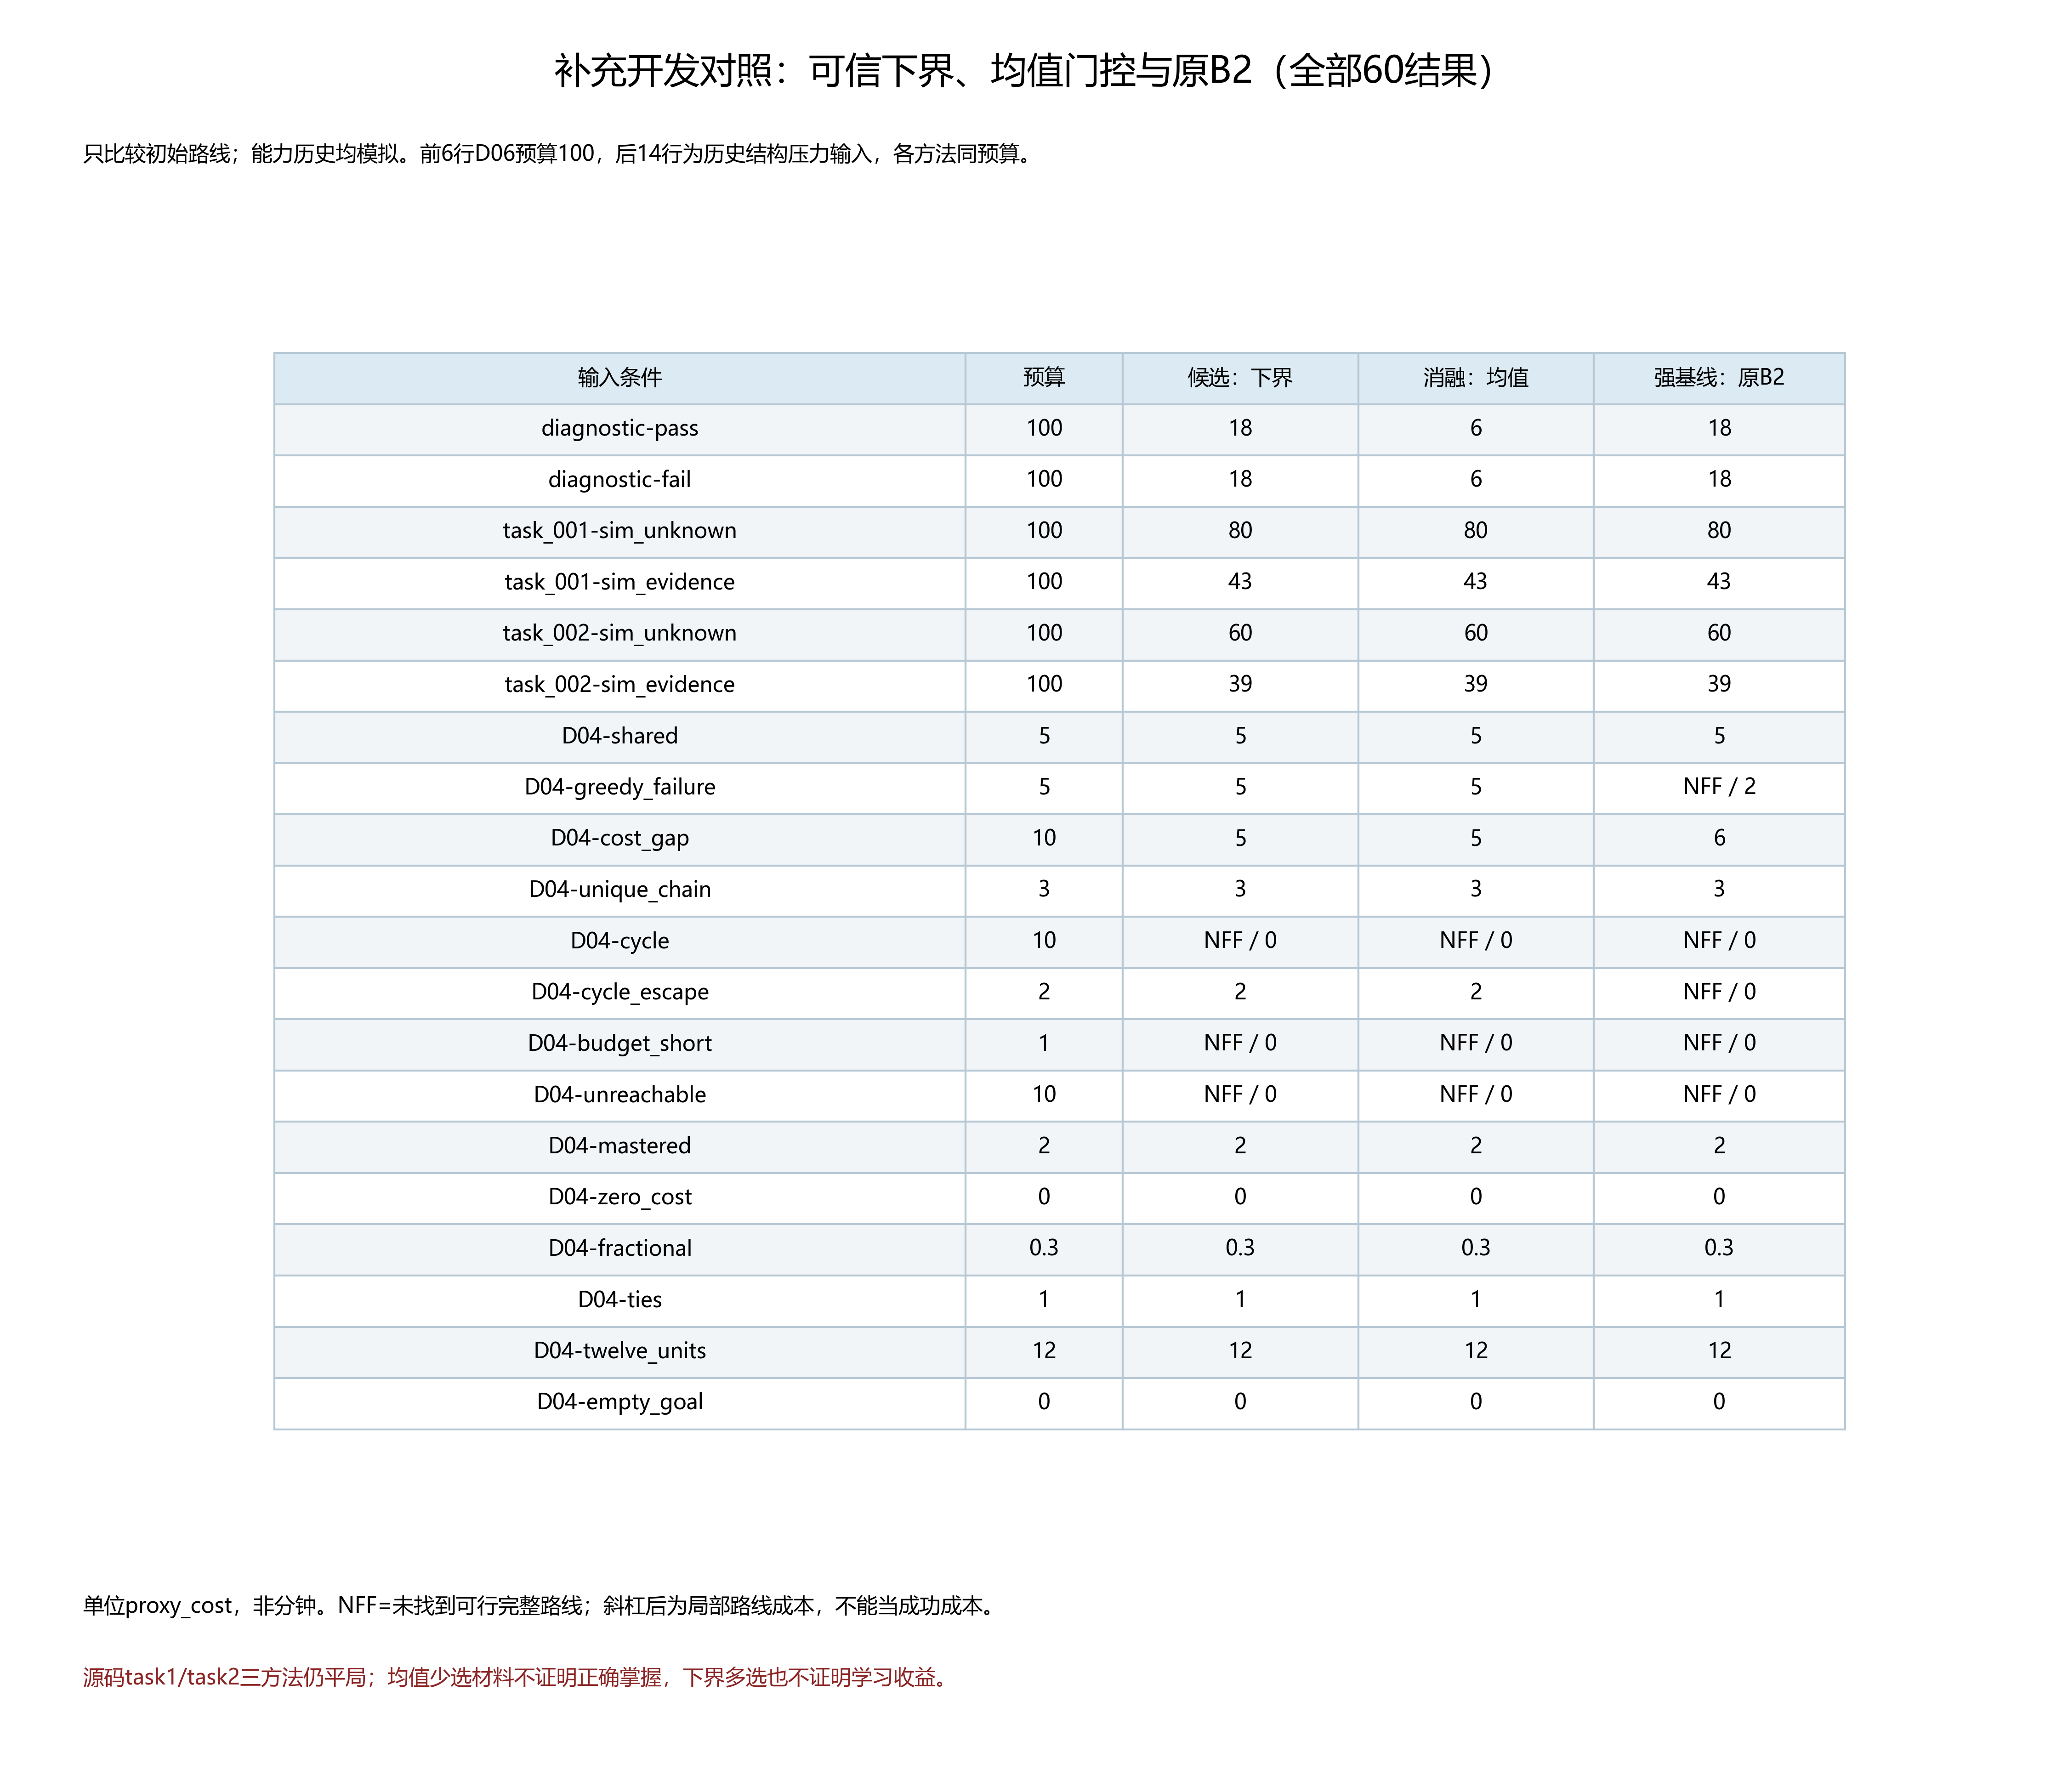 补充开发对照：可信下界、均值门控与原B2（全部60结果）
只比较初始路线；能力历史均模拟。前6行D06预算100，后14行为历史结构压力输入，各方法同预算。
输入条件 预算 候选：下界 消融：均值 强基线：原B2
diagnostic-pass 100 18 6 18
diagnostic-fail 100 18 6 18
task_001-sim_unknown 100 80 80 80
task_001-sim_evidence 100 43 43 43
task_002-sim_unknown 100 60 60 60
task_002-sim_evidence 100 39 39 39
D04-shared 5 5 5 5
D04-greedy_failure 5 5 5 NFF / 2
D04-cost_gap 10 5 5 6
D04-unique_chain 3 3 3 3
D04-cycle 10 NFF / 0 NFF / 0 NFF / 0
D04-cycle_escape 2 2 2 NFF / 0
D04-budget_short 1 NFF / 0 NFF / 0 NFF / 0
D04-unreachable 10 NFF / 0 NFF / 0 NFF / 0
D04-mastered 2 2 2 2
D04-zero_cost 0 0 0 0
D04-fractional 0.3 0.3 0.3 0.3
D04-ties 1 1 1 1
D04-twelve_units 12 12 12 12
D04-empty_goal 0 0 0 0
单位proxy_cost，非分钟。NFF=未找到可行完整路线；斜杠后为局部路线成本，不能当成功成本。
源码task1/task2三方法仍平局；均值少选材料不证明正确掌握，下界多选也不证明学习收益。